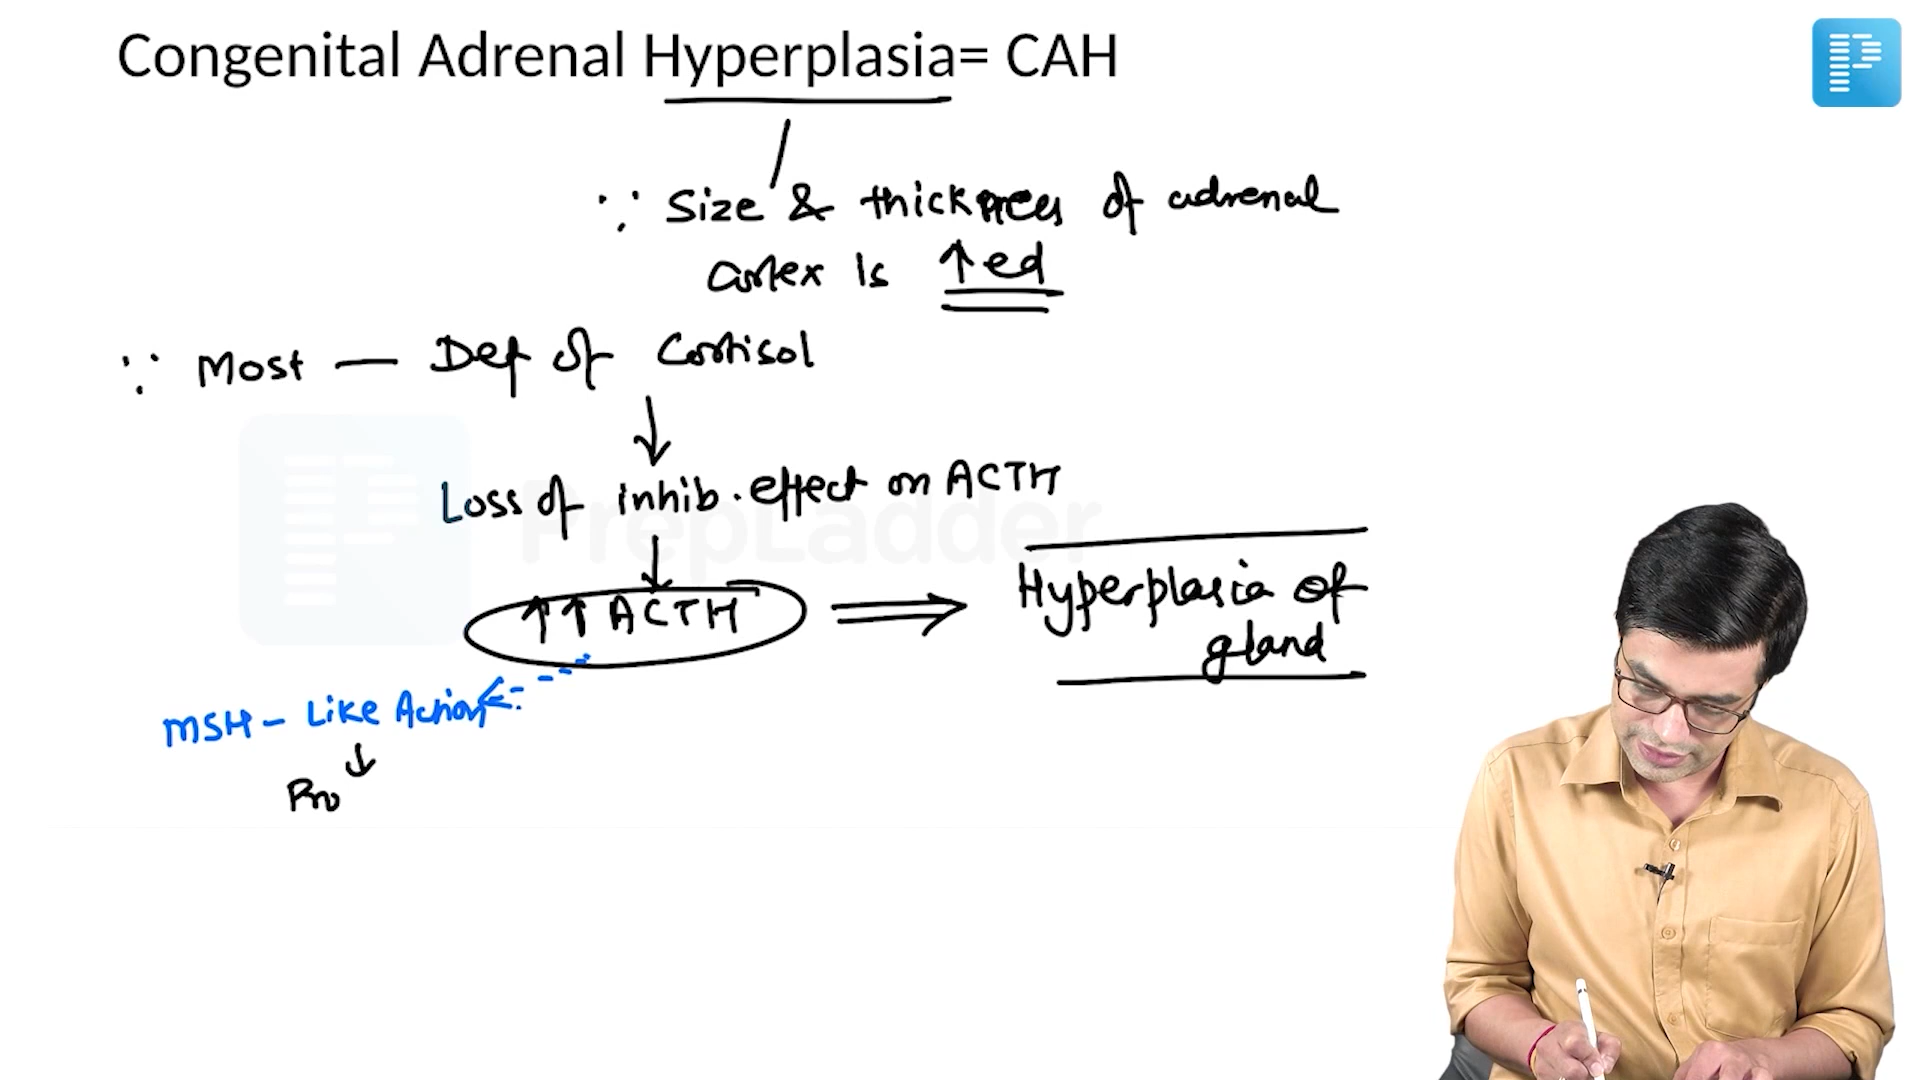 Congenital Adrenal Hyperplasia= CAH
∵ Size & thickness of adrenal
cortex is ↑ed
∵ Most — Def of Cortisol
↓
Loss of inhib. effect on ACTH
↓
↑↑ ACTH ⇒ Hyperplasia of
gland
MSH - Like Action
↓
Pro
PrepLadder